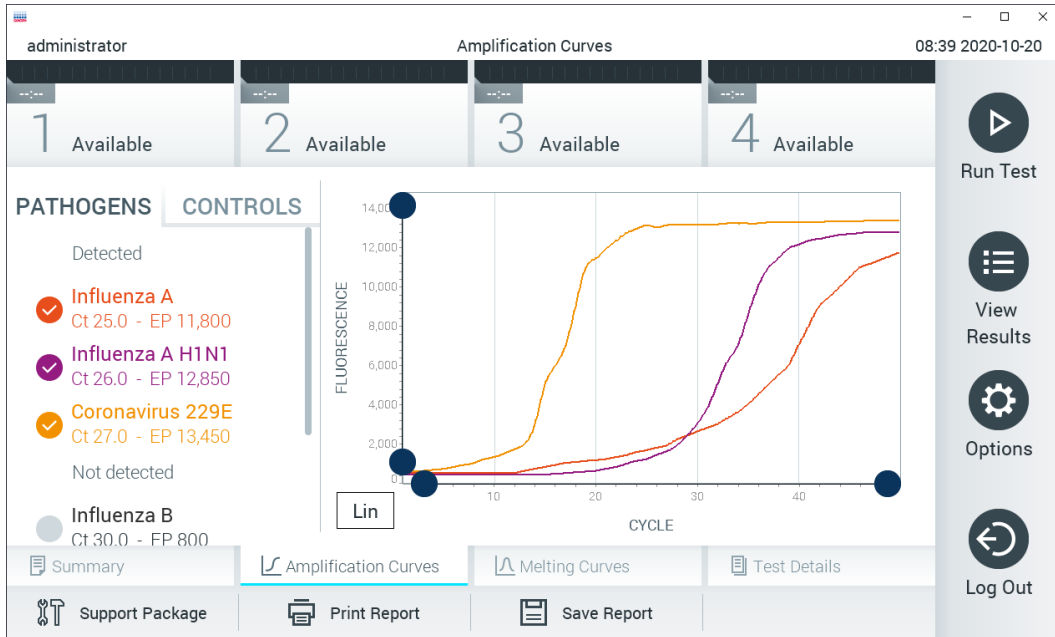 administrator
Amplification Curves
08:39 2020-10-20
--:--
1 Available
--:--
2 Available
--:--
3 Available
--:--
4 Available
Run Test
View
Results
Options
Log Out
PATHOGENS
CONTROLS
Detected
Influenza A
Ct 25.0 - EP 11,800
Influenza A H1N1
Ct 26.0 - EP 12,850
Coronavirus 229E
Ct 27.0 - EP 13,450
Not detected
Influenza B
Ct 30.0 - EP 800
FLUORESCENCE
12,000
10,000
8,000
6,000
4,000
2,000
0
10
20
30
40
CYCLE
Lin
Summary
Amplification Curves
Melting Curves
Test Details
Support Package
Print Report
Save Report